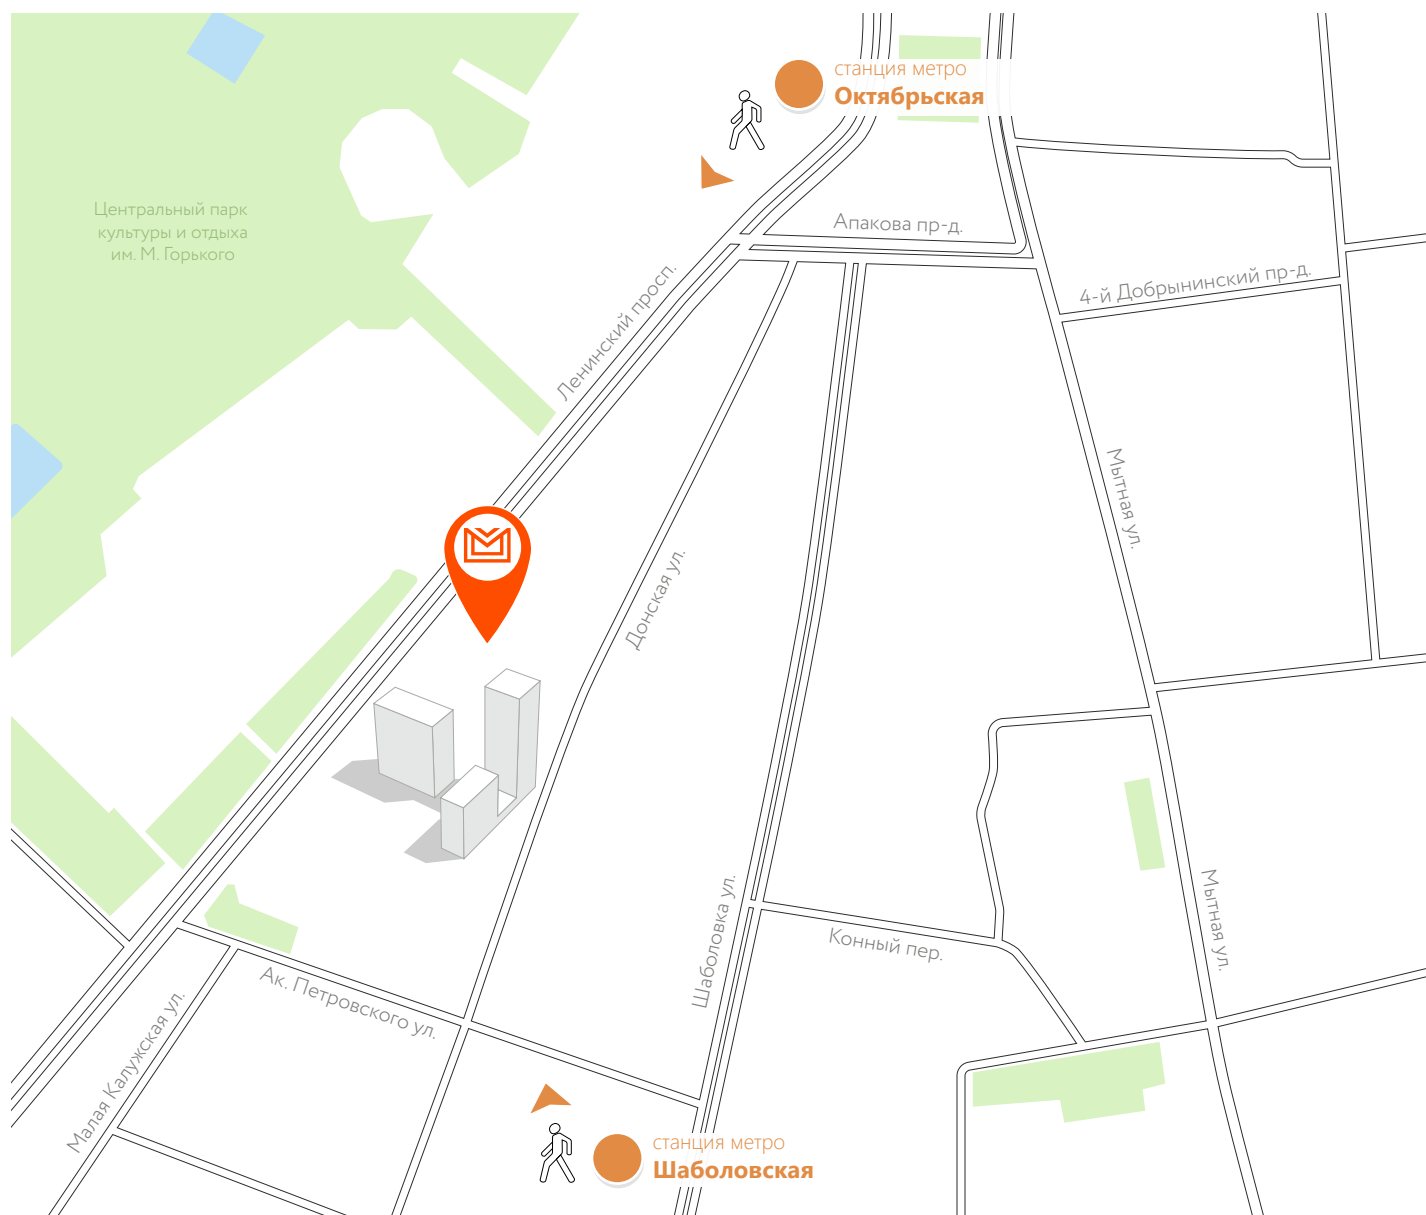 станция метро
Октябрьская
Центральный парк
культуры и отдыха
им. М. Горького
Апакова пр-д.
4-й Добрынинский пр-д.
Ленинский просп.
Мытная ул.
Донская ул.
Шаболовка ул.
Мытная ул.
Конный пер.
Ак. Петровского ул.
Малая Калужская ул.
станция метро
Шаболовская